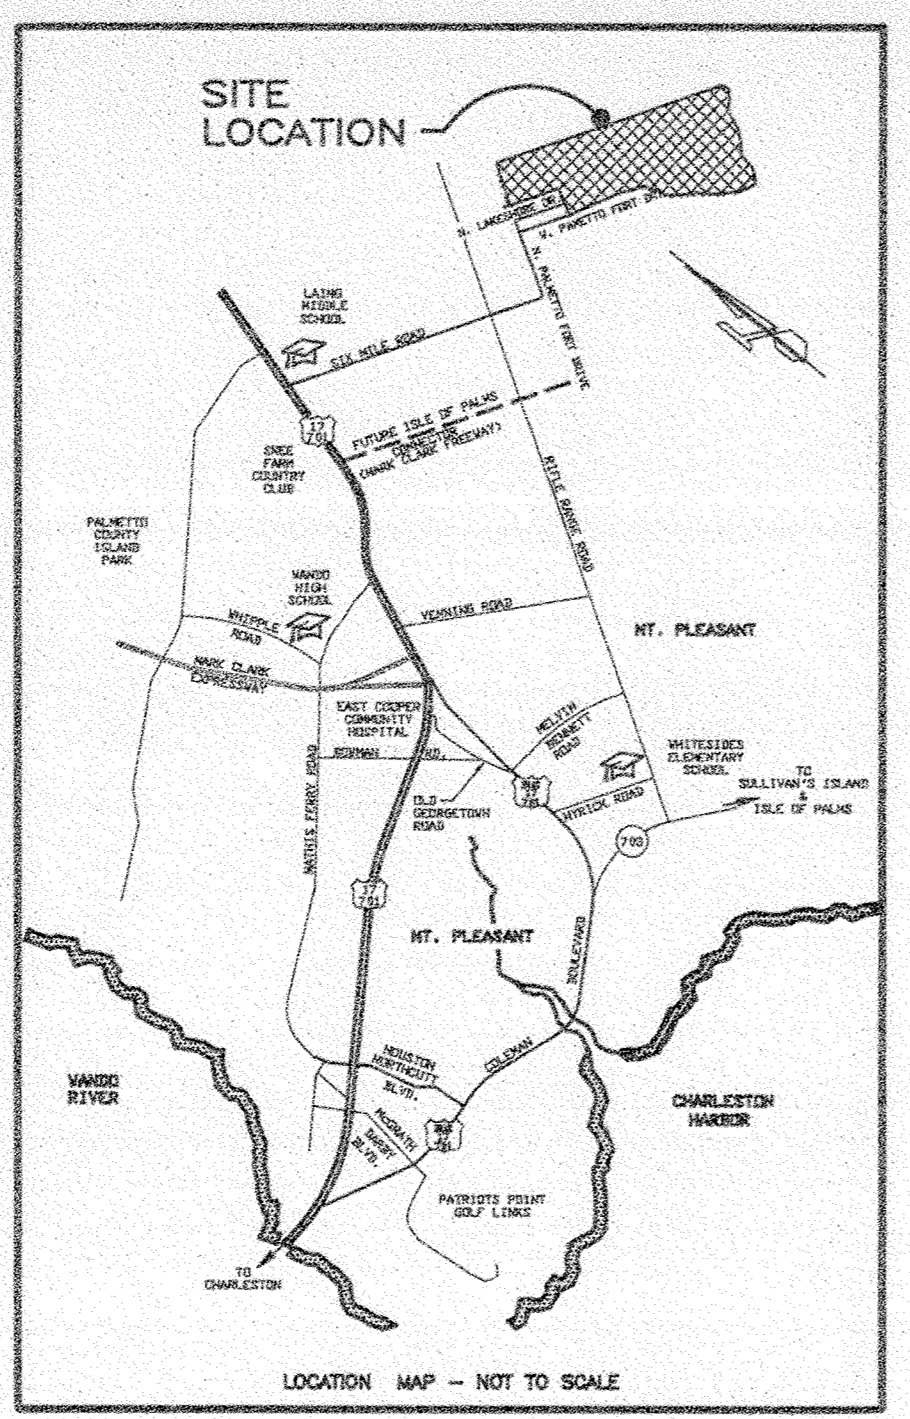 SITE
LOCATION
N. LAKESHORE DR.
W. PAMETTO FORT DR.
N. PALMETTO FORT DRIVE
LAING
MIDDLE
SCHOOL
SIX MILE ROAD
17
701
FUTURE ISLE OF PALMS
CONNECTOR
(MARK CLARK FREEWAY)
SNEE
FARM
COUNTRY
CLUB
RIFLE RANGE ROAD
PALMETTO
COUNTY
ISLAND
PARK
WANDO
HIGH
SCHOOL
WHIPPLE
ROAD
VENNING ROAD
MT. PLEASANT
MARK CLARK
EXPRESSWAY
EAST COOPER
COMMUNITY
HOSPITAL
MELVIN
BENNETT
ROAD
BOWMAN RD.
WHITESIDES
ELEMENTARY
SCHOOL
TO
SULLIVAN'S ISLAND
&
ISLE OF PALMS
MATHIS FERRY ROAD
OLD
GEORGETOWN
ROAD
BUS
17
701
HYRICK ROAD
703
17
701
MT. PLEASANT
BOULEVARD
COLEMAN
HOUSTON
NORTHCUTT
BLVD.
WANDO
RIVER
CHARLESTON
HARBOR
McGRATH
DARBY
BLVD.
PATRIOTS POINT
GOLF LINKS
TO
CHARLESTON
LOCATION MAP - NOT TO SCALE